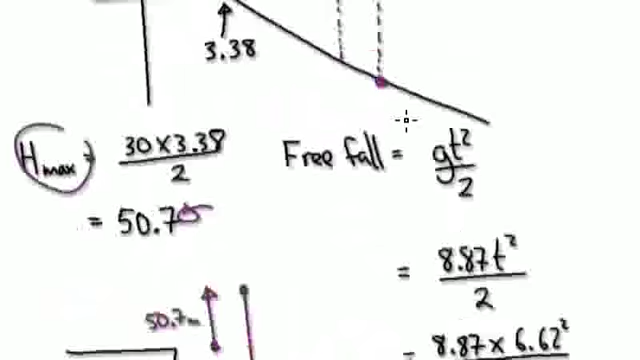 3.38
Hmax = 30 × 3.38 / 2
= 50.75
Free fall = gt² / 2
= 8.87t² / 2
50.7m
= 8.87 × 6.62²